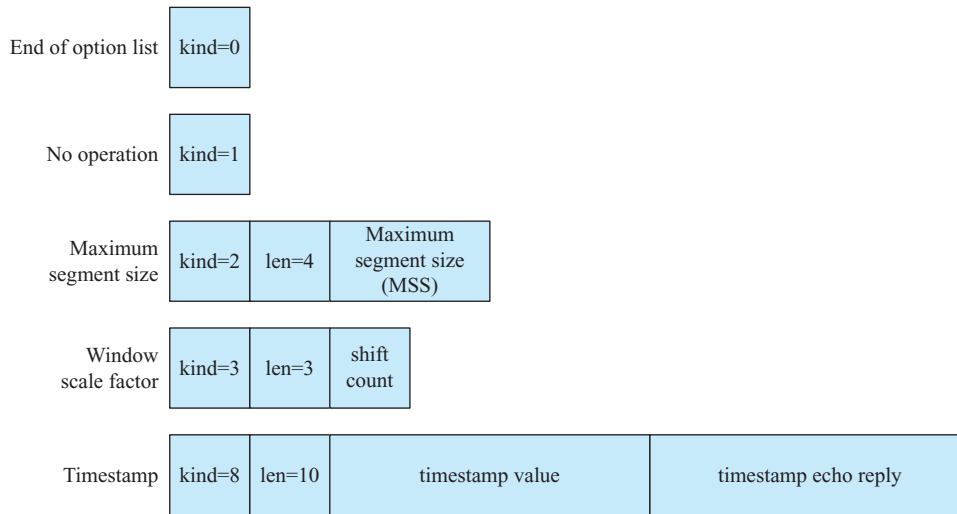 End of option list
kind=0
No operation
kind=1
Maximum
segment size
kind=2
len=4
Maximum
segment size
(MSS)
Window
scale factor
kind=3
len=3
shift
count
Timestamp
kind=8
len=10
timestamp value
timestamp echo reply